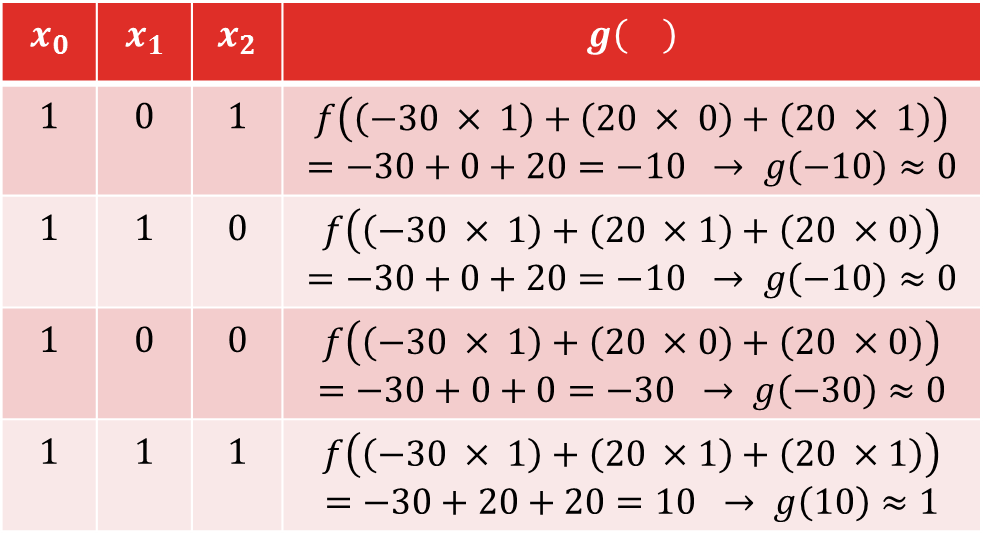 x₀ x₁ x₂ g( )
1 0 1 f((−30 × 1) + (20 × 0) + (20 × 1))
= −30 + 0 + 20 = −10 → g(−10) ≈ 0
1 1 0 f((−30 × 1) + (20 × 1) + (20 × 0))
= −30 + 0 + 20 = −10 → g(−10) ≈ 0
1 0 0 f((−30 × 1) + (20 × 0) + (20 × 0))
= −30 + 0 + 0 = −30 → g(−30) ≈ 0
1 1 1 f((−30 × 1) + (20 × 1) + (20 × 1))
= −30 + 20 + 20 = 10 → g(10) ≈ 1